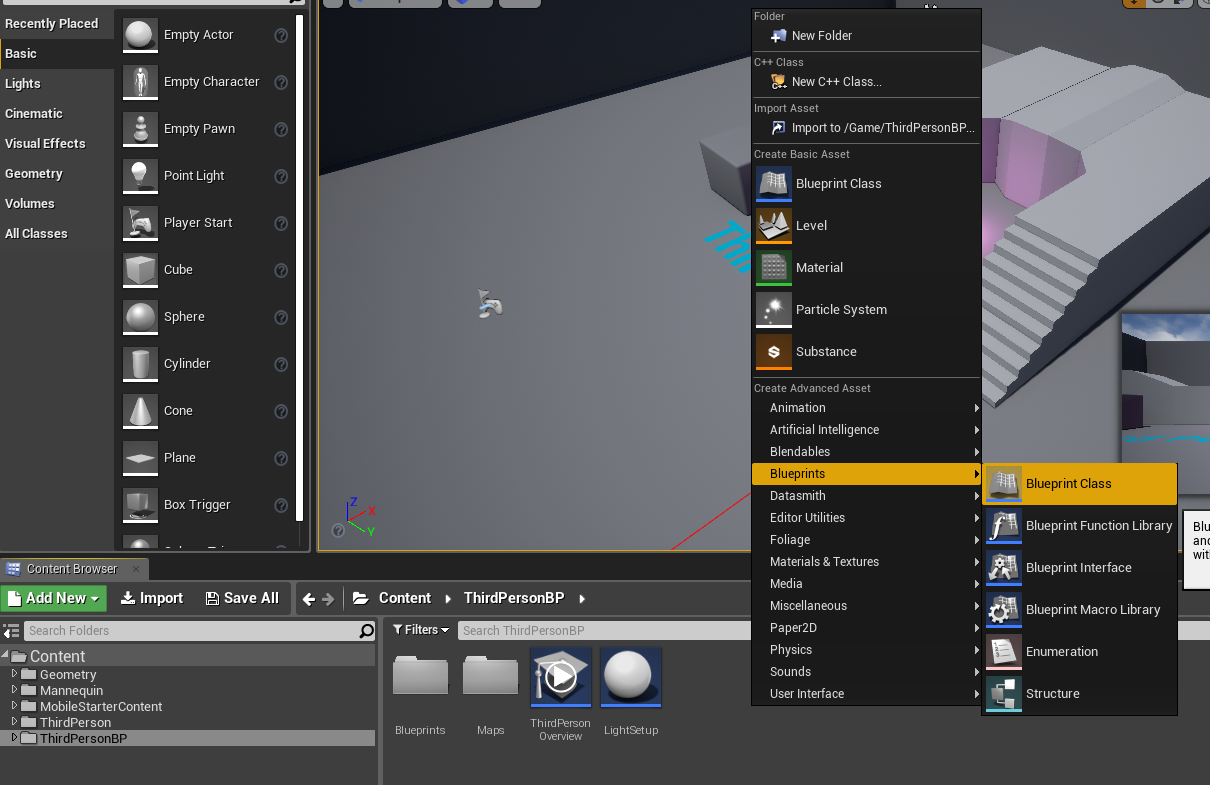 Recently Placed
Basic
Lights
Cinematic
Visual Effects
Geometry
Volumes
All Classes
Empty Actor
Empty Character
Empty Pawn
Point Light
Player Start
Cube
Sphere
Cylinder
Cone
Plane
Box Trigger
Z
X
Y
Folder
New Folder
C++ Class
New C++ Class...
Import Asset
Import to /Game/ThirdPersonBP...
Create Basic Asset
Blueprint Class
Level
Material
Particle System
Substance
Create Advanced Asset
Animation
Artificial Intelligence
Blendables
Blueprints
Datasmith
Editor Utilities
Foliage
Materials & Textures
Media
Miscellaneous
Paper2D
Physics
Sounds
User Interface
Blueprint Class
Blueprint Function Library
Blueprint Interface
Blueprint Macro Library
Enumeration
Structure
Content Browser
Add New
Import
Save All
Content
ThirdPersonBP
Search Folders
Filters
Search ThirdPersonBP
Content
Geometry
Mannequin
MobileStarterContent
ThirdPerson
ThirdPersonBP
Blueprints
Maps
ThirdPerson
Overview
LightSetup